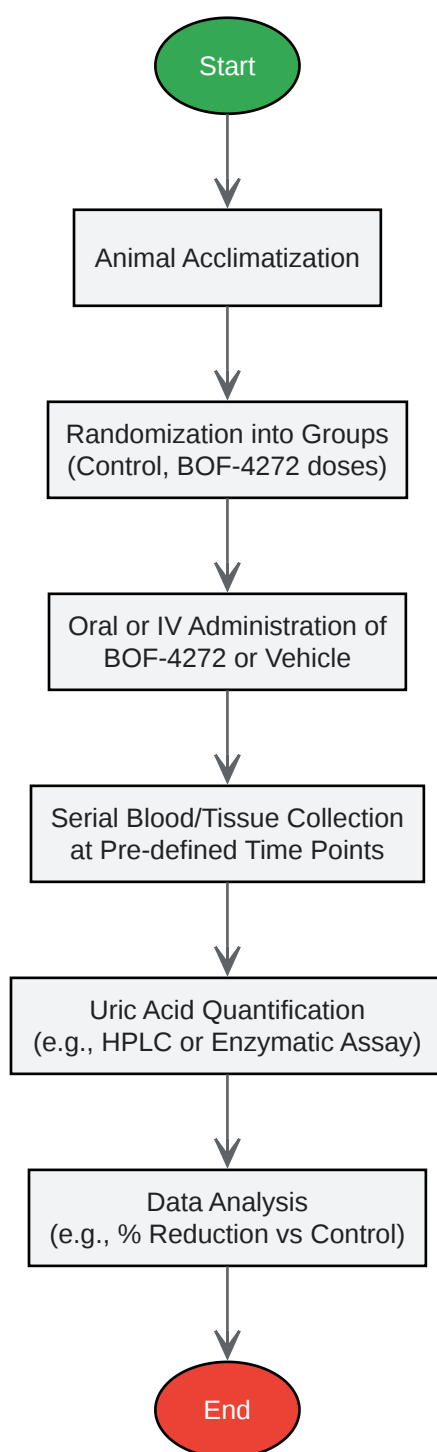 Start
Animal Acclimatization
Randomization into Groups
(Control, BOF-4272 doses)
Oral or IV Administration of
BOF-4272 or Vehicle
Serial Blood/Tissue Collection
at Pre-defined Time Points
Uric Acid Quantification
(e.g., HPLC or Enzymatic Assay)
Data Analysis
(e.g., % Reduction vs Control)
End